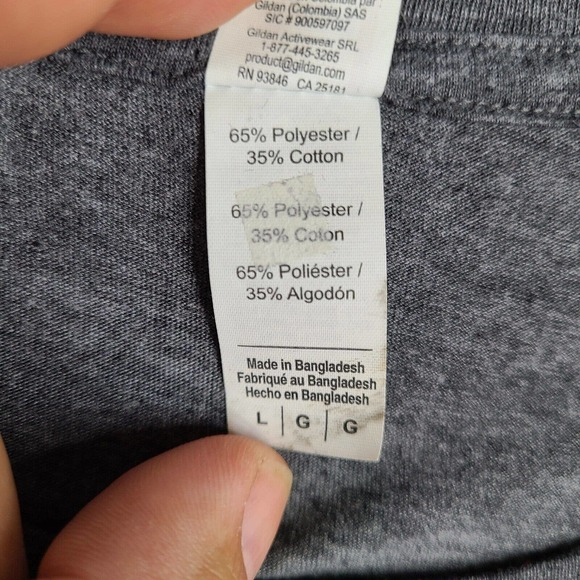 Gildan (Colombia) SAS
SIC # 900597097
Gildan Activewear SRL
1-877-445-3265
product@gildan.com
RN 93846 CA 25181
65% Polyester /
35% Cotton
65% Polyester /
35% Coton
65% Poliéster /
35% Algodón
Made in Bangladesh
Fabriqué au Bangladesh
Hecho en Bangladesh
L | G | G